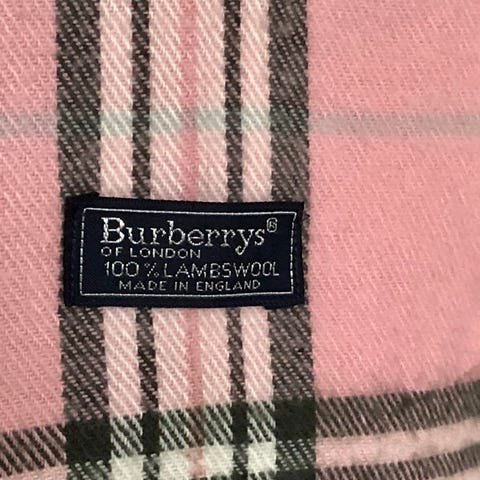 Burberrys®
OF LONDON
100% LAMBSWOOL
MADE IN ENGLAND